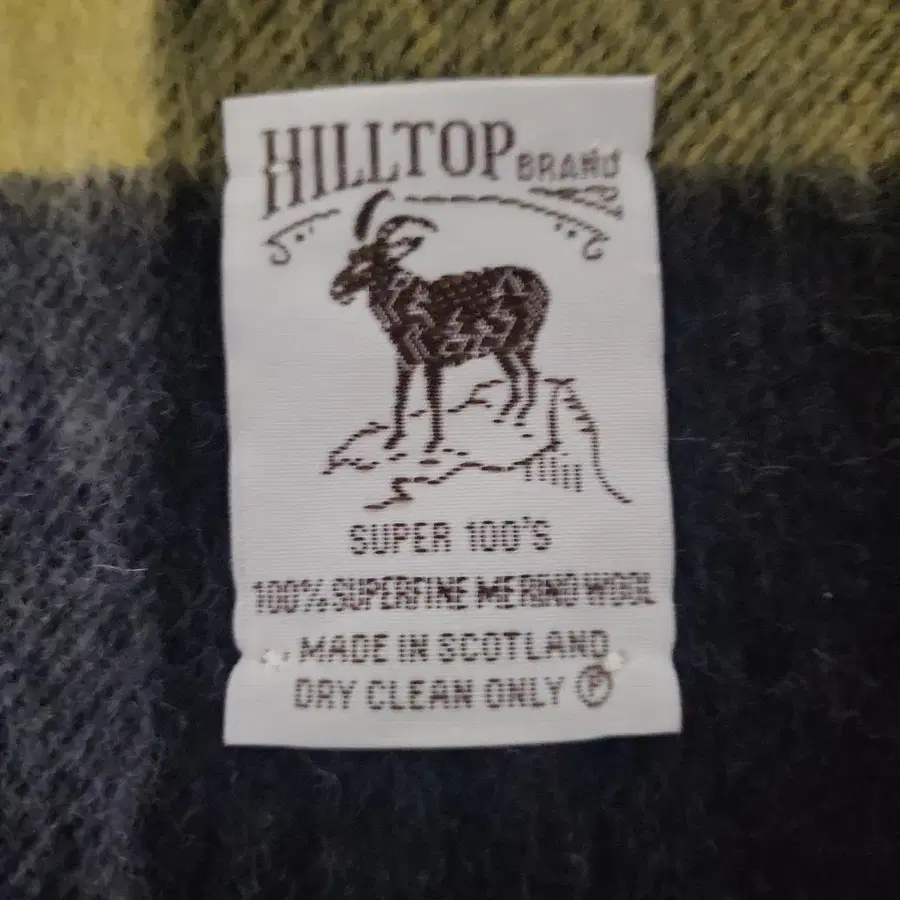 HILLTOP BRAND
SUPER 100'S
100% SUPERFINE MERINO WOOL
MADE IN SCOTLAND
DRY CLEAN ONLY Ⓟ